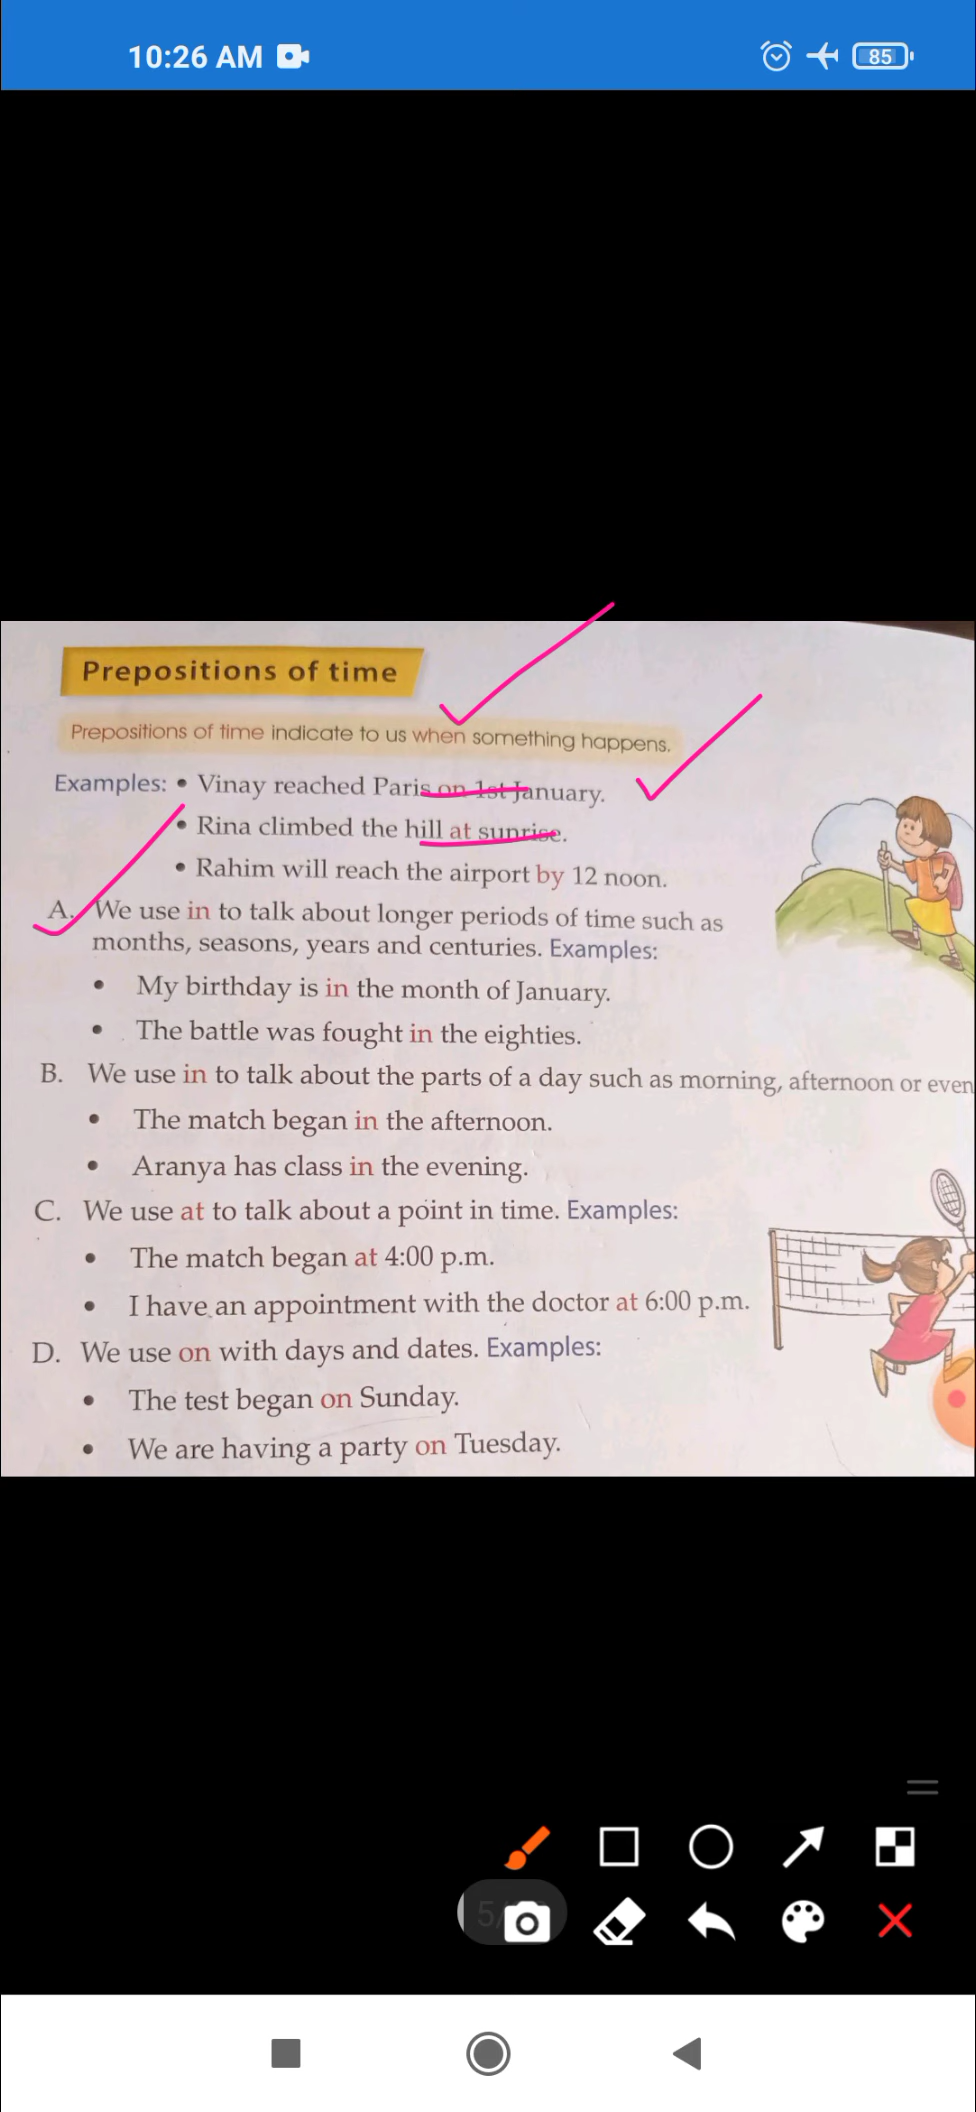 10:26 AM
85
Prepositions of time
Prepositions of time indicate to us when something happens.
Examples: • Vinay reached Paris on 1st January.
• Rina climbed the hill at sunrise.
• Rahim will reach the airport by 12 noon.
A. We use in to talk about longer periods of time such as
months, seasons, years and centuries. Examples:
• My birthday is in the month of January.
• The battle was fought in the eighties.
B. We use in to talk about the parts of a day such as morning, afternoon or even
• The match began in the afternoon.
• Aranya has class in the evening.
C. We use at to talk about a point in time. Examples:
• The match began at 4:00 p.m.
• I have an appointment with the doctor at 6:00 p.m.
D. We use on with days and dates. Examples:
• The test began on Sunday.
• We are having a party on Tuesday.